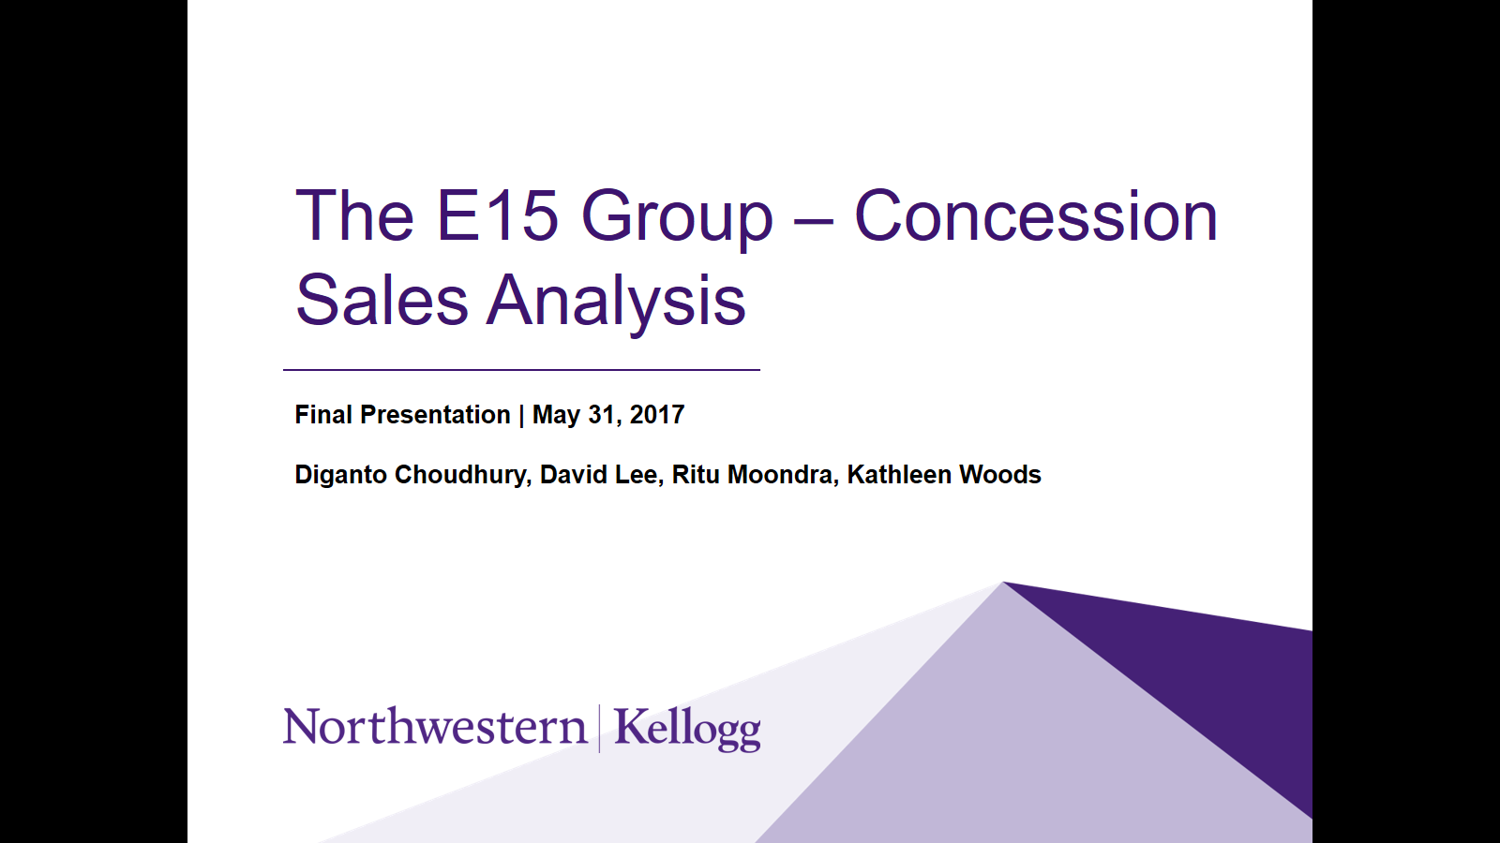 The E15 Group – Concession
Sales Analysis
Final Presentation | May 31, 2017
Diganto Choudhury, David Lee, Ritu Moondra, Kathleen Woods
Northwestern | Kellogg